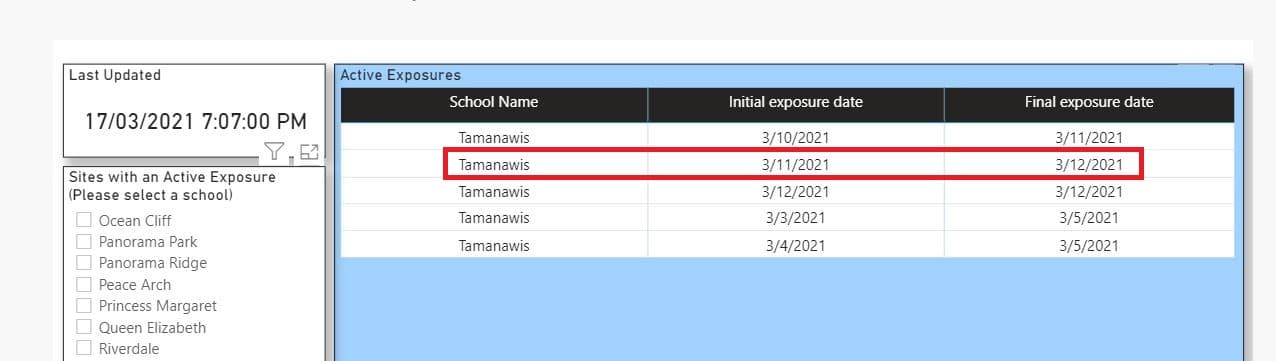 Last Updated
17/03/2021 7:07:00 PM
Sites with an Active Exposure
(Please select a school)
Ocean Cliff
Panorama Park
Panorama Ridge
Peace Arch
Princess Margaret
Queen Elizabeth
Riverdale
Active Exposures
School Name Initial exposure date Final exposure date
Tamanawis 3/10/2021 3/11/2021
Tamanawis 3/11/2021 3/12/2021
Tamanawis 3/12/2021 3/12/2021
Tamanawis 3/3/2021 3/5/2021
Tamanawis 3/4/2021 3/5/2021